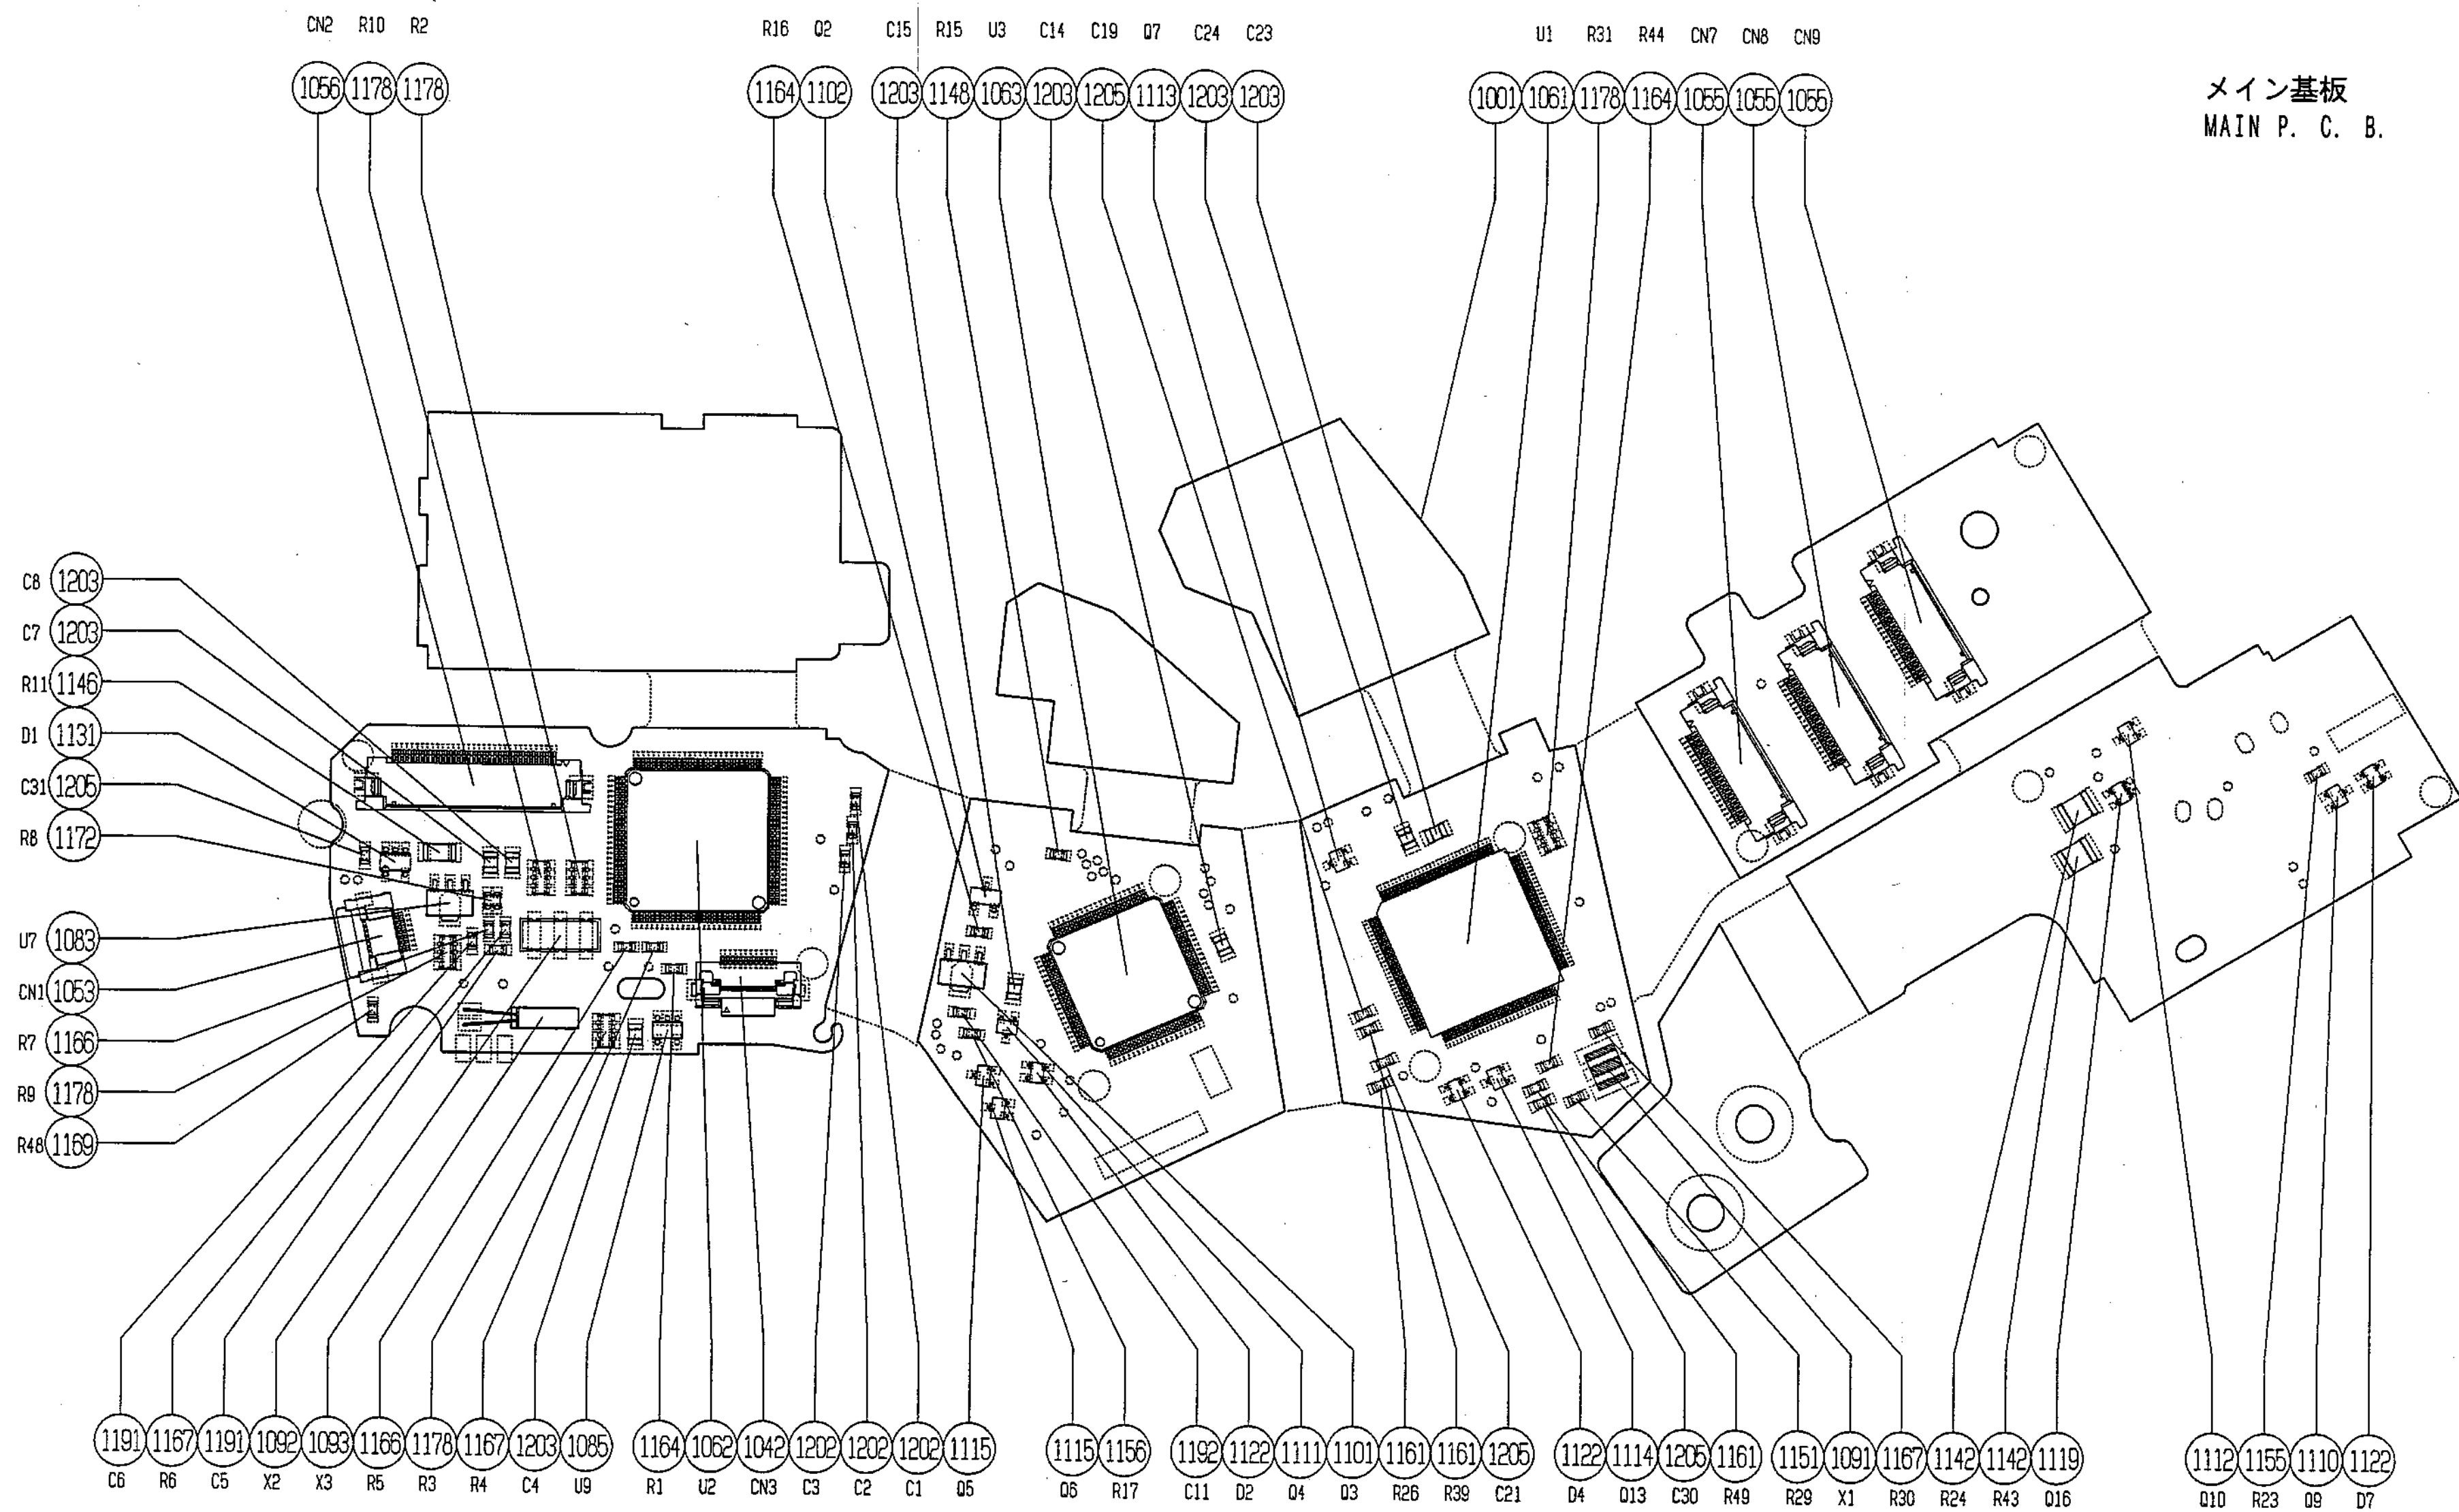 CN2 R10 R2 R16 Q2 C15 R15 U3 C14 C19 Q7 C24 C23 U1 R31 R44 CN7 CN8 CN9
1056 1178 1178 1164 1102 1203 1148 1063 1203 1205 1113 1203 1203 1001 1061 1178 1164 1055 1055 1055
メイン基板
MAIN P. C. B.
C8 1203
C7 1203
R11 1146
D1 1131
C31 1205
R8 1172
U7 1083
CN1 1053
R7 1166
R9 1178
R48 1169
1191 1167 1191 1092 1093 1166 1178 1167 1203 1085 1164 1062 1042 1202 1202 1202 1115 1115 1156 1192 1122 1111 1101 1161 1161 1205 1122 1114 1205 1161 1151 1091 1167 1142 1142 1119 1112 1155 1110 1122
C6 R6 C5 X2 X3 R5 R3 R4 C4 U9 R1 U2 CN3 C3 C2 C1 Q5 Q6 R17 C11 D2 Q4 Q3 R26 R39 C21 D4 Q13 C30 R49 R29 X1 R30 R24 R43 Q16 Q10 R23 Q9 D7